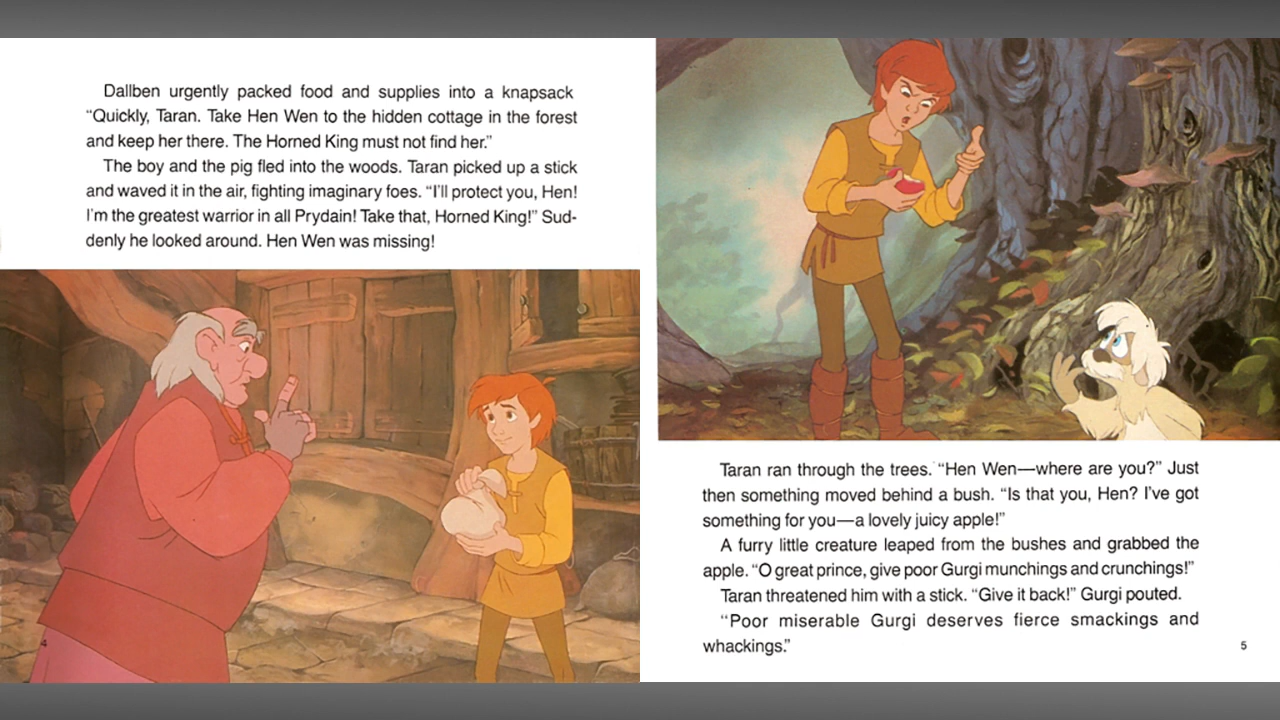 Dallben urgently packed food and supplies into a knapsack
“Quickly, Taran. Take Hen Wen to the hidden cottage in the forest
and keep her there. The Horned King must not find her.”
The boy and the pig fled into the woods. Taran picked up a stick
and waved it in the air, fighting imaginary foes. “I’ll protect you, Hen!
I’m the greatest warrior in all Prydain! Take that, Horned King!” Sud-
denly he looked around. Hen Wen was missing!
4
Taran ran through the trees. “Hen Wen—where are you?” Just
then something moved behind a bush. “Is that you, Hen? I’ve got
something for you—a lovely juicy apple!”
A furry little creature leaped from the bushes and grabbed the
apple. “O great prince, give poor Gurgi munchings and crunchings!”
Taran threatened him with a stick. “Give it back!” Gurgi pouted.
“Poor miserable Gurgi deserves fierce smackings and
whackings.”
5